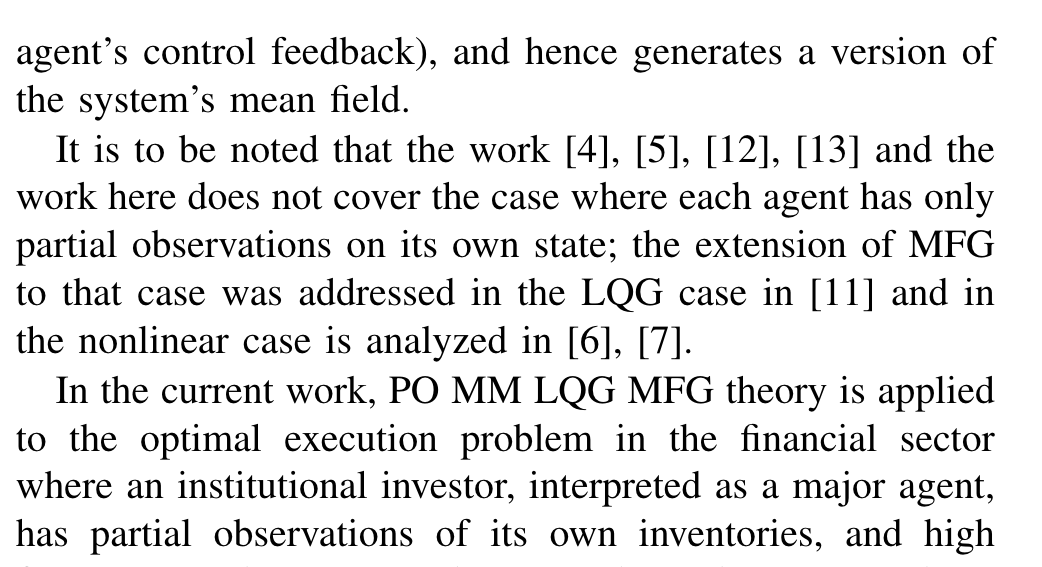 agent’s control feedback), and hence generates a version of
the system’s mean field.
It is to be noted that the work [4], [5], [12], [13] and the
work here does not cover the case where each agent has only
partial observations on its own state; the extension of MFG
to that case was addressed in the LQG case in [11] and in
the nonlinear case is analyzed in [6], [7].
In the current work, PO MM LQG MFG theory is applied
to the optimal execution problem in the financial sector
where an institutional investor, interpreted as a major agent,
has partial observations of its own inventories, and high